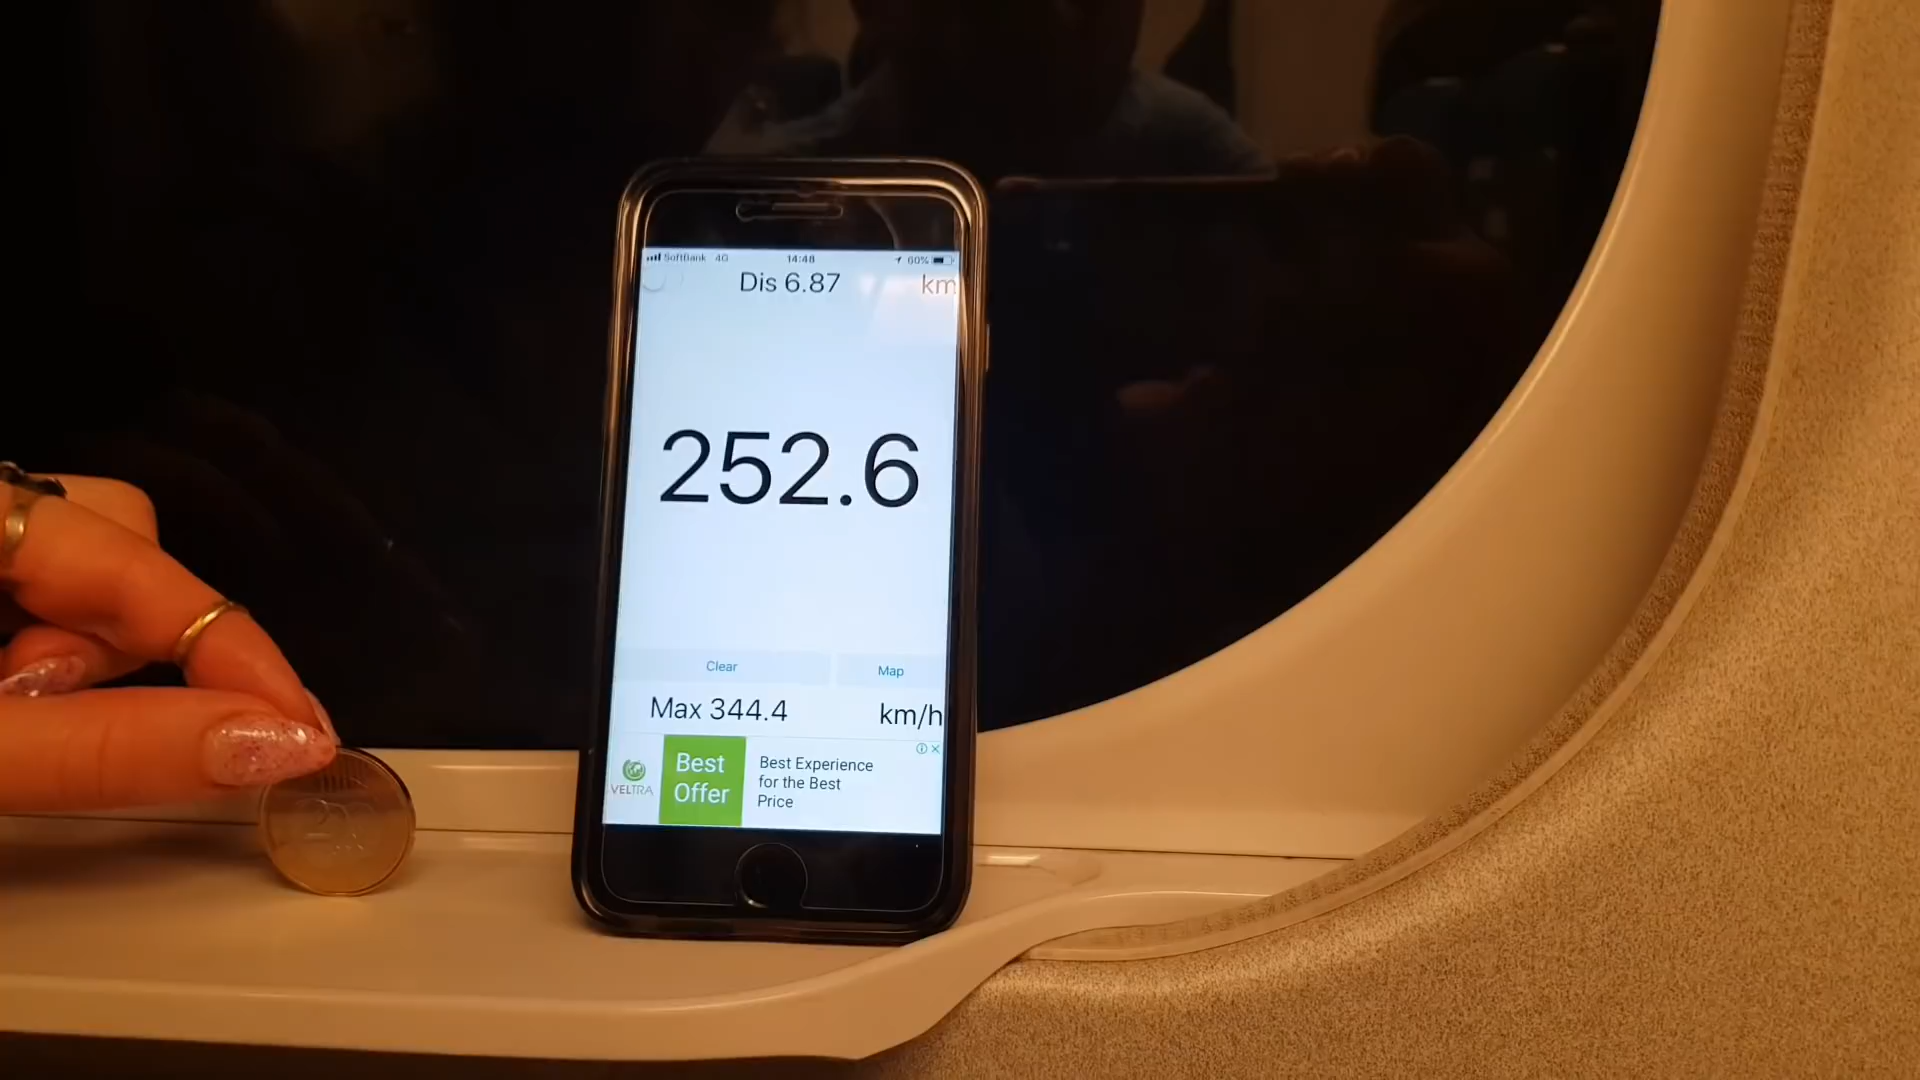 SoftBank 4G 14:48 60%
Dis 6.87 km
252.6
Clear Map
Max 344.4 km/h
VELTRA
Best Offer
Best Experience
for the Best
Price